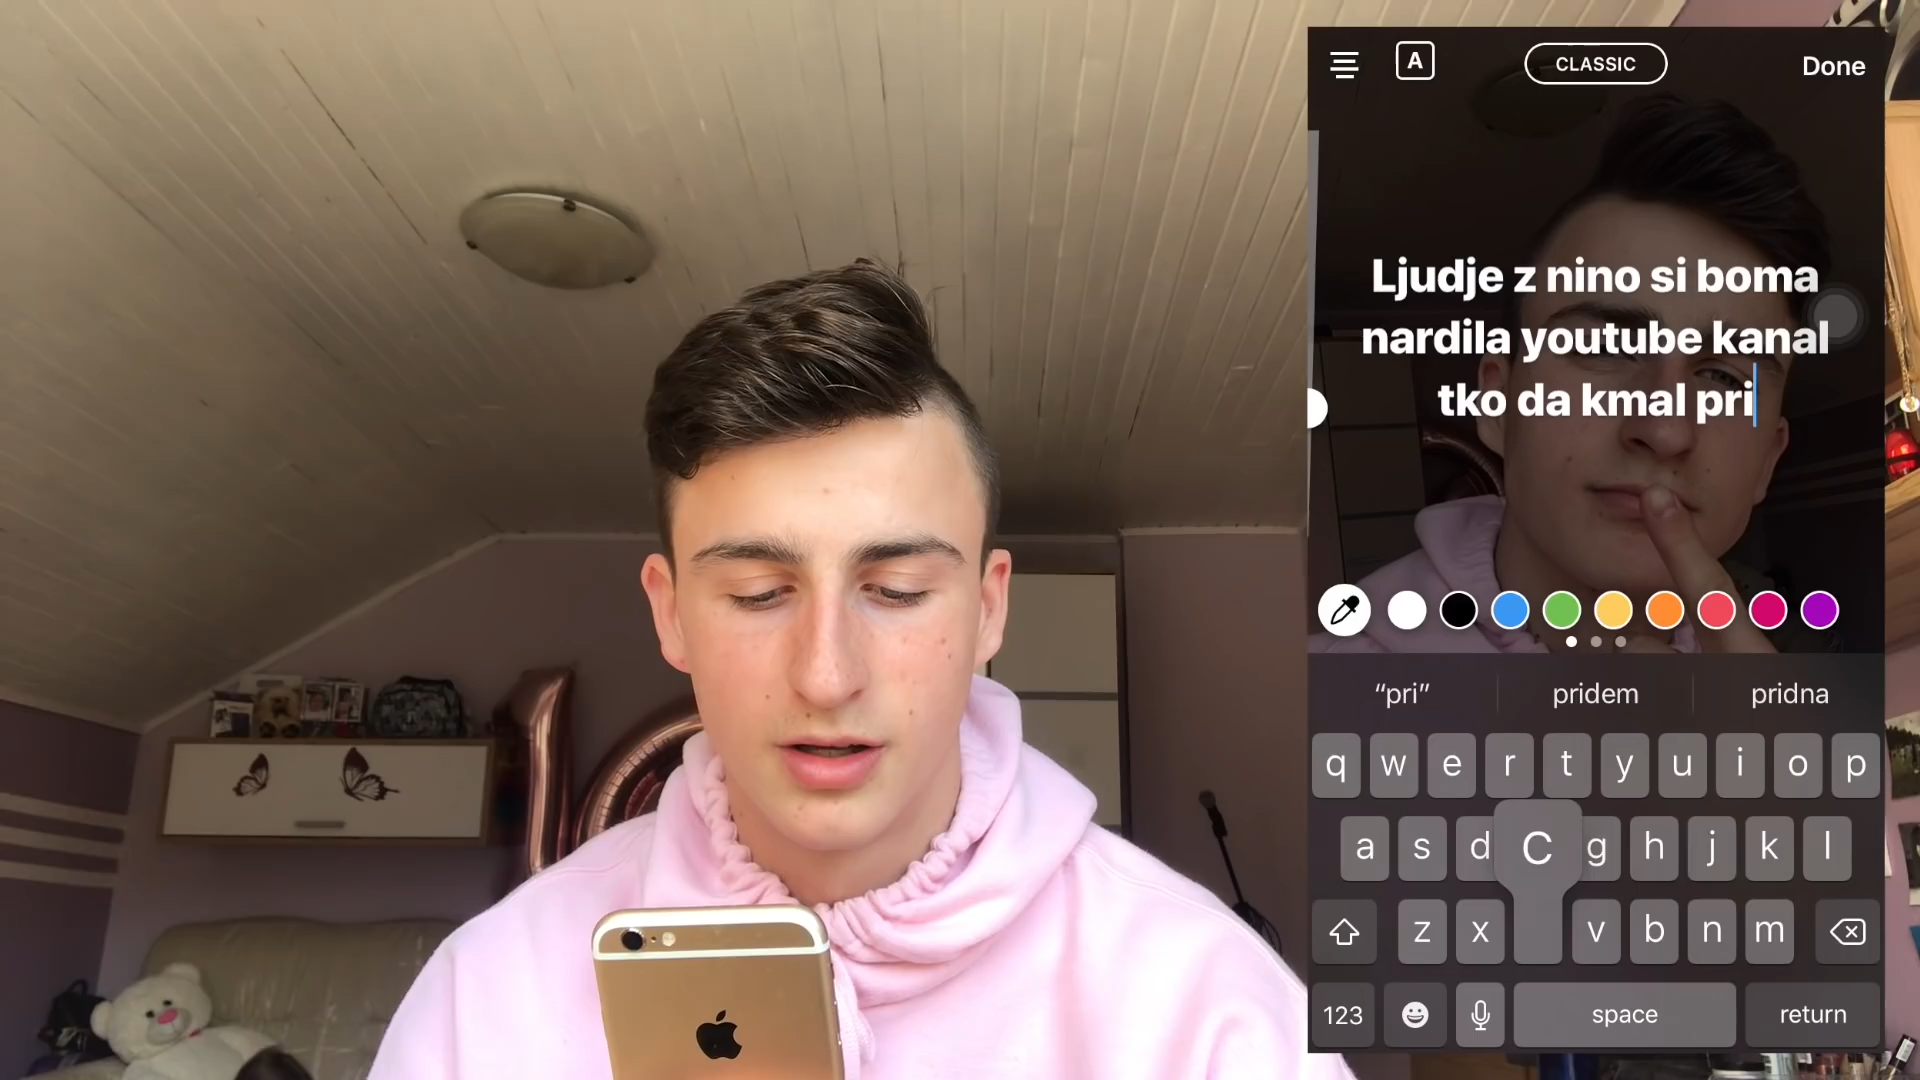 A
CLASSIC
Done
Ljudje z nino si boma
nardila youtube kanal
tko da kmal pri
“pri” pridem pridna
q w e r t y u i o p
a s d C g h j k l
z x v b n m
123 space return